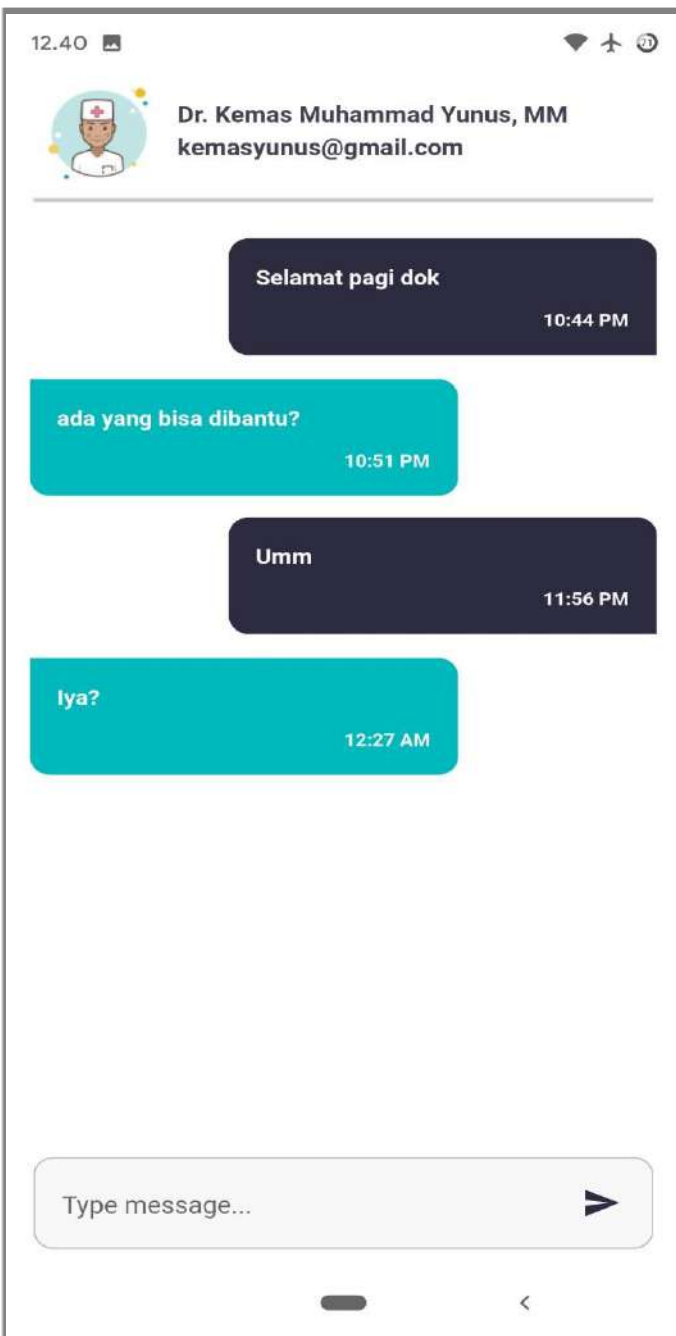 12.40
21
Dr. Kemas Muhammad Yunus, MM
kemasyunus@gmail.com
Selamat pagi dok
10:44 PM
ada yang bisa dibantu?
10:51 PM
Umm
11:56 PM
Iya?
12:27 AM
Type message...